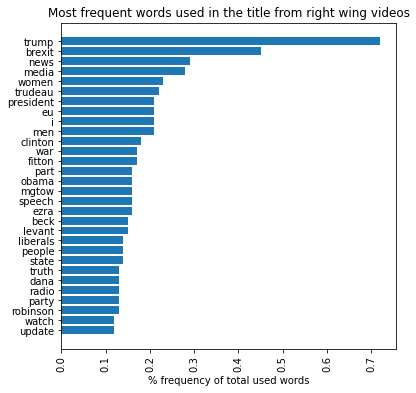 Most frequent words used in the title from right wing videos
trump
brexit
news
media
women
trudeau
president
eu
i
men
clinton
war
fitton
part
obama
mgtow
speech
ezra
beck
levant
liberals
people
state
truth
dana
radio
party
robinson
watch
update
0.0 0.1 0.2 0.3 0.4 0.5 0.6 0.7
% frequency of total used words